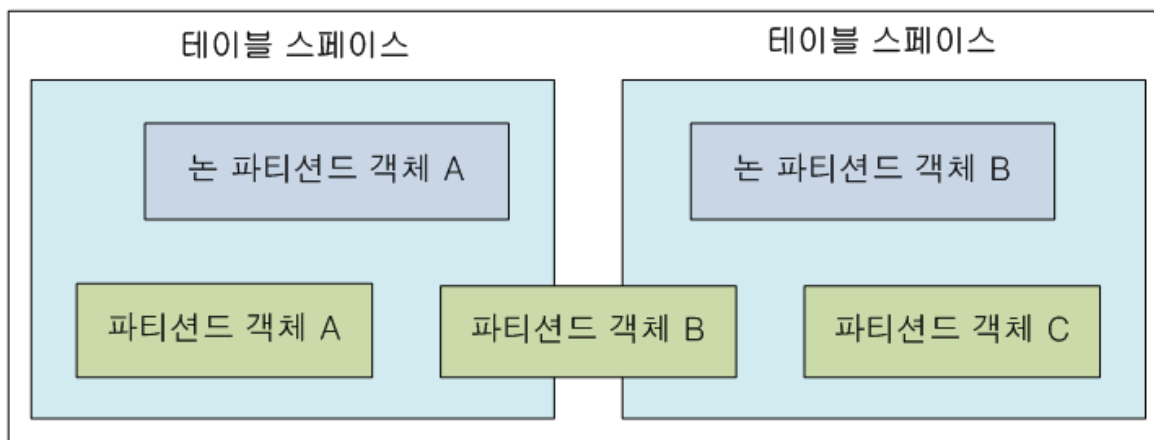 테이블 스페이스
테이블 스페이스
논 파티션드 객체 A
논 파티션드 객체 B
파티션드 객체 A
파티션드 객체 B
파티션드 객체 C